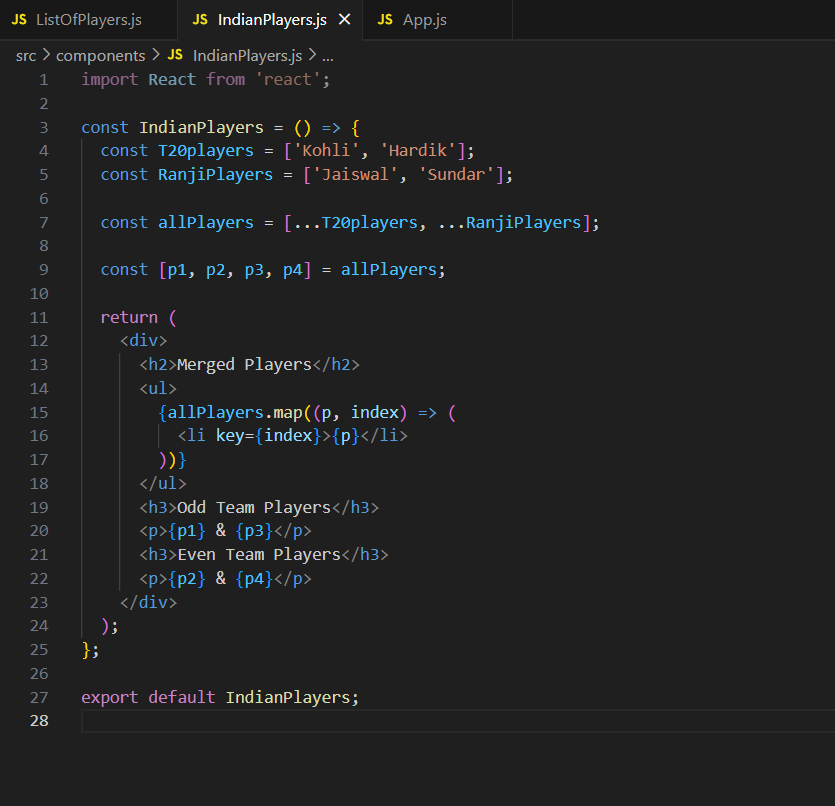 JS ListOfPlayers.js JS IndianPlayers.js × JS App.js
src > components > JS IndianPlayers.js > ...
1 import React from 'react';
2
3 const IndianPlayers = () => {
4   const T20players = ['Kohli', 'Hardik'];
5   const RanjiPlayers = ['Jaiswal', 'Sundar'];
6
7   const allPlayers = [...T20players, ...RanjiPlayers];
8
9   const [p1, p2, p3, p4] = allPlayers;
10
11   return (
12     <div>
13       <h2>Merged Players</h2>
14       <ul>
15         {allPlayers.map((p, index) => (
16           <li key={index}>{p}</li>
17         ))}
18       </ul>
19       <h3>Odd Team Players</h3>
20       <p>{p1} & {p3}</p>
21       <h3>Even Team Players</h3>
22       <p>{p2} & {p4}</p>
23     </div>
24   );
25 };
26
27 export default IndianPlayers;
28